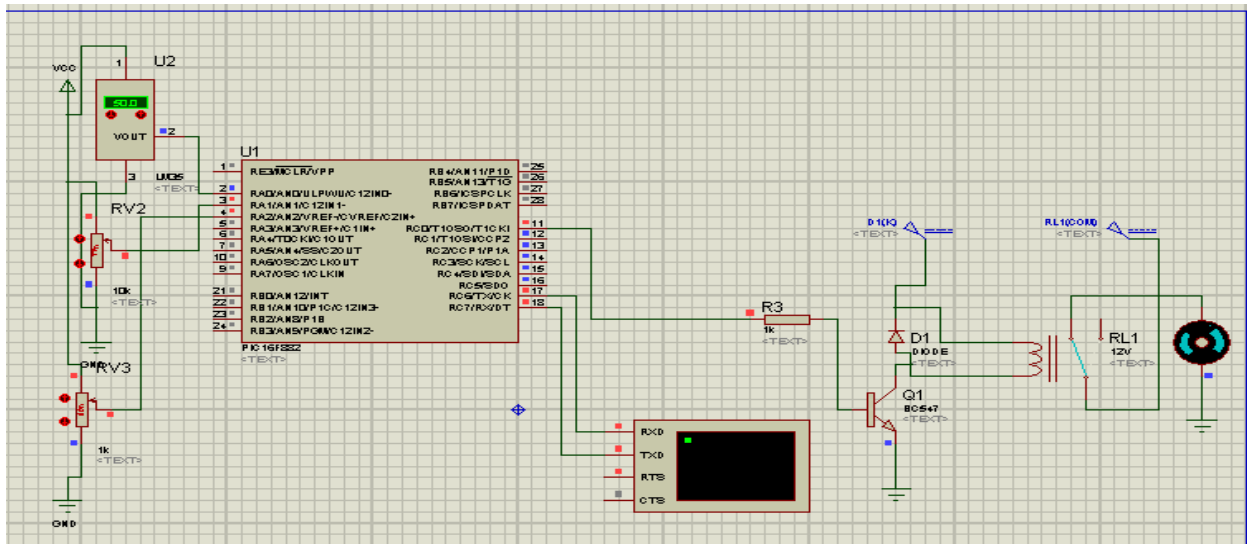 U2
1
VCC
50.0
VOUT
2
3
LM35
<TEXT>
RV2
10k
<TEXT>
GND
RV3
1k
<TEXT>
GND
U1
1 RE3/MCLR/VPP
2 RA0/AN0/ULPWU/C12IN0-
3 RA1/AN1/C12IN1-
4 RA2/AN2/VREF-/CVREF/C2IN+
5 RA3/AN3/VREF+/C1IN+
6 RA4/T0CKI/C1OUT
7 RA5/AN4/SS/C2OUT
10 RA6/OSC2/CLKOUT
9 RA7/OSC1/CLKIN
21 RB0/AN12/INT
22 RB1/AN10/P1C/C12IN3-
23 RB2/AN8/P1B
24 RB3/AN9/PGM/C12IN2-
RB4/AN11/P1D 25
RB5/AN13/T1G 26
RB6/ICSPCLK 27
RB7/ICSPDAT 28
RC0/T1OSO/T1CKI 11
RC1/T1OSI/CCP2 12
RC2/CCP1/P1A 13
RC3/SCK/SCL 14
RC4/SDI/SDA 15
RC5/SDO 16
RC6/TX/CK 17
RC7/RX/DT 18
PIC16F882
<TEXT>
R3
1k
<TEXT>
D1(K)
<TEXT>
RL1(COM)
<TEXT>
D1
DIODE
<TEXT>
RL1
12V
<TEXT>
Q1
BC547
<TEXT>
RXD
TXD
RTS
CTS